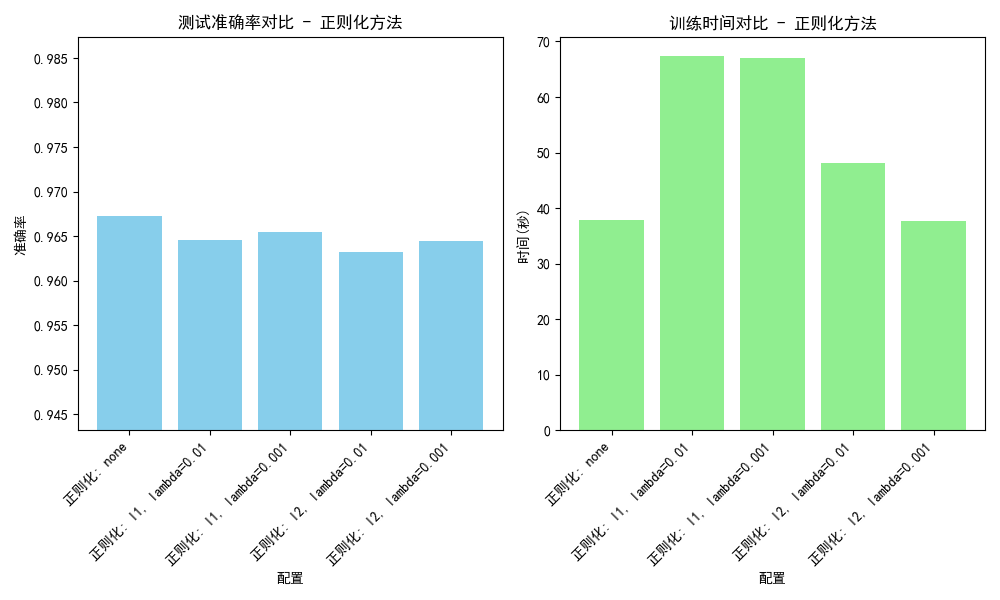 测试准确率对比 - 正则化方法
准确率
0.985
0.980
0.975
0.970
0.965
0.960
0.955
0.950
0.945
正则化: none
正则化: l1, lambda=0.01
正则化: l1, lambda=0.001
正则化: l2, lambda=0.01
正则化: l2, lambda=0.001
配置
训练时间对比 - 正则化方法
时间(秒)
70
60
50
40
30
20
10
0
正则化: none
正则化: l1, lambda=0.01
正则化: l1, lambda=0.001
正则化: l2, lambda=0.01
正则化: l2, lambda=0.001
配置